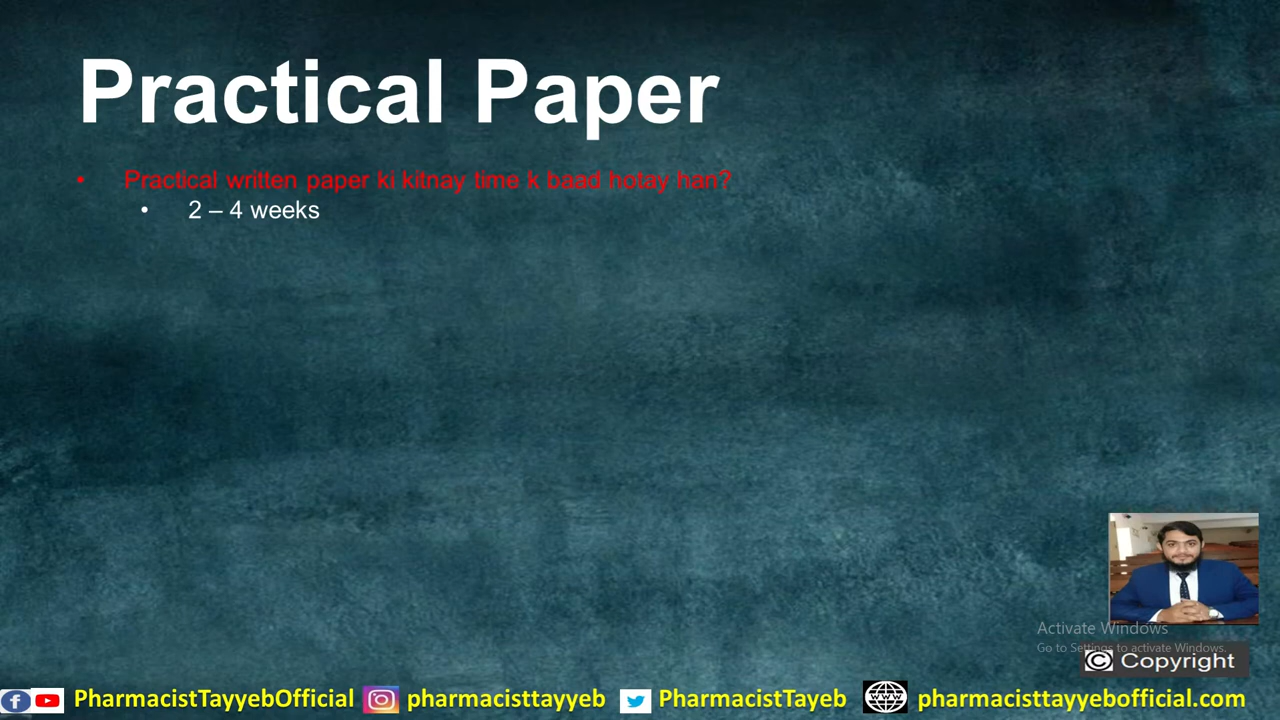 Practical Paper
• Practical written paper ki kitnay time k baad hotay han?
• 2 – 4 weeks
Activate Windows
Go to Settings to activate Windows.
© Copyright
PharmacistTayyebOfficial pharmacisttayyeb PharmacistTayeb WWW pharmacisttayyebofficial.com